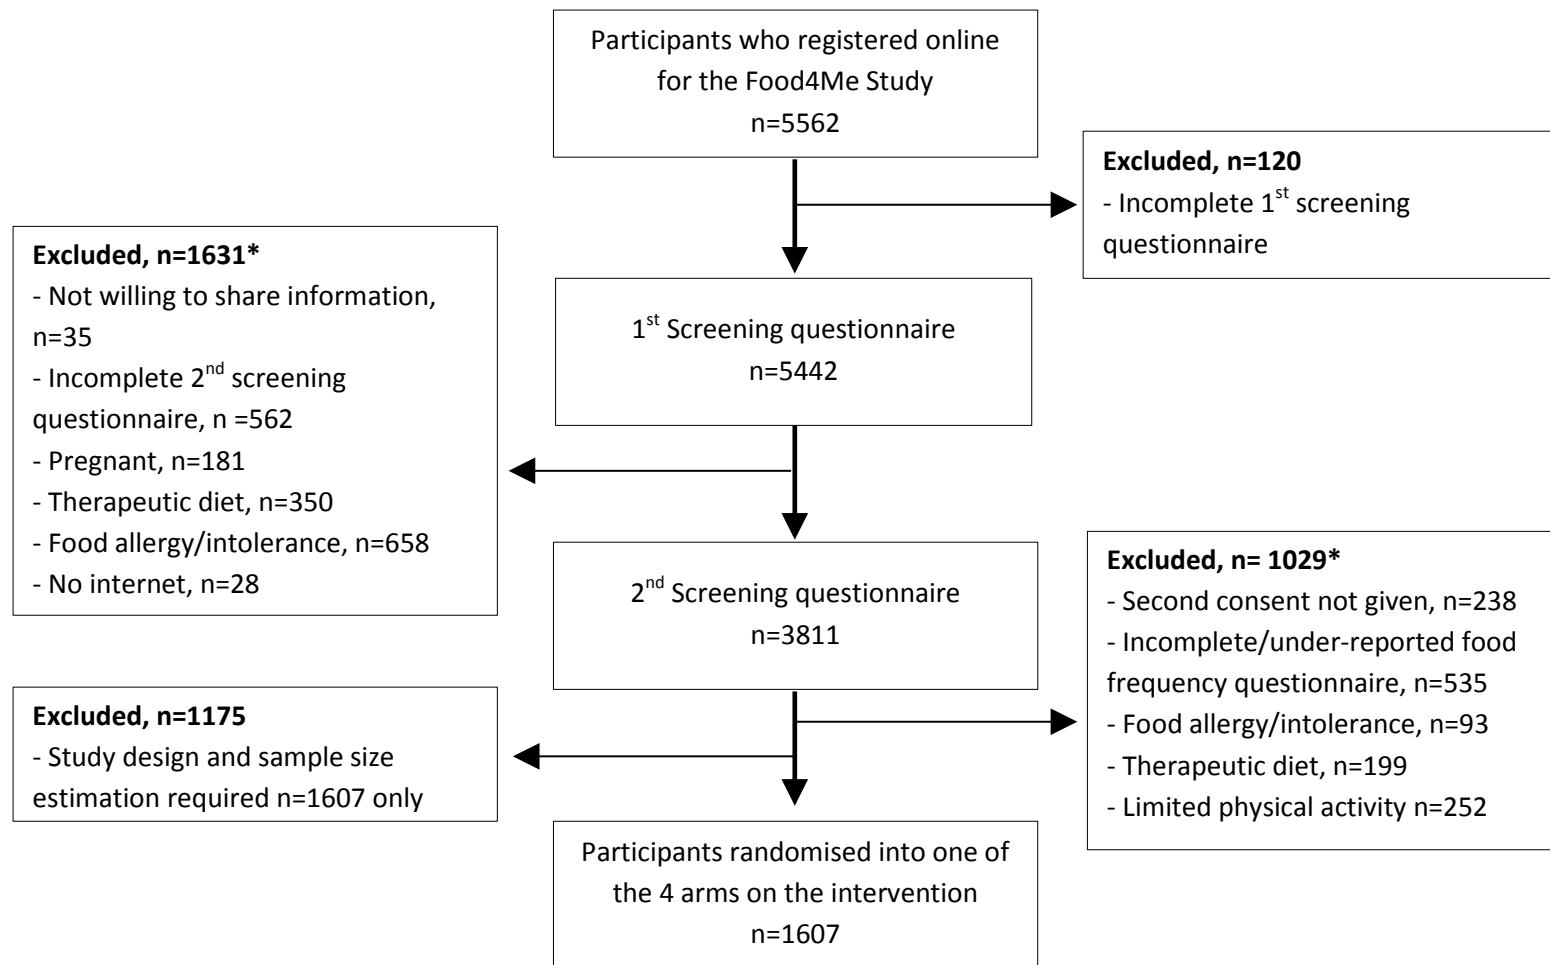 Participants who registered online
for the Food4Me Study
n=5562
Excluded, n=120
- Incomplete 1st screening
questionnaire
Excluded, n=1631*
- Not willing to share information,
n=35
- Incomplete 2nd screening
questionnaire, n =562
- Pregnant, n=181
- Therapeutic diet, n=350
- Food allergy/intolerance, n=658
- No internet, n=28
1st Screening questionnaire
n=5442
2nd Screening questionnaire
n=3811
Excluded, n= 1029*
- Second consent not given, n=238
- Incomplete/under-reported food
frequency questionnaire, n=535
- Food allergy/intolerance, n=93
- Therapeutic diet, n=199
- Limited physical activity n=252
Excluded, n=1175
- Study design and sample size
estimation required n=1607 only
Participants randomised into one of
the 4 arms on the intervention
n=1607